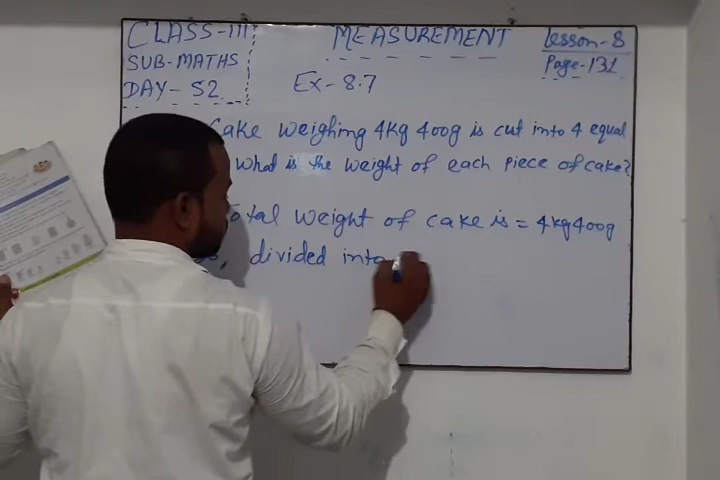 CLASS-III
MEASUREMENT
Lesson-8
SUB-MATHS
Page-131
DAY-52
Ex-8.7
Cake weighing 4kg 400g is cut into 4 equal
What is the weight of each piece of cake?
Total weight of cake is = 4kg400g
divided into